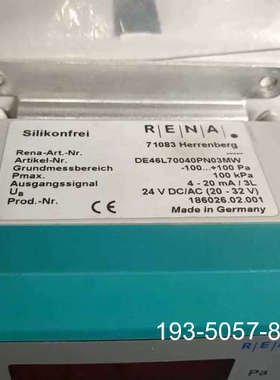 Silikonfrei
R|E|N|A|.
71083 Herrenberg
Rena-Art.-Nr.
Artikel-Nr. DE46L70040PN03MW
Grundmessbereich -100...+100 Pa
Pmax. 100 kPa
Ausgangssignal 4 - 20 mA / 3L
UB 24 V DC/AC (20 - 32 V)
Prod.-Nr. 186026.02.001
CE Made in Germany
193-5057-8
R|E
Pa